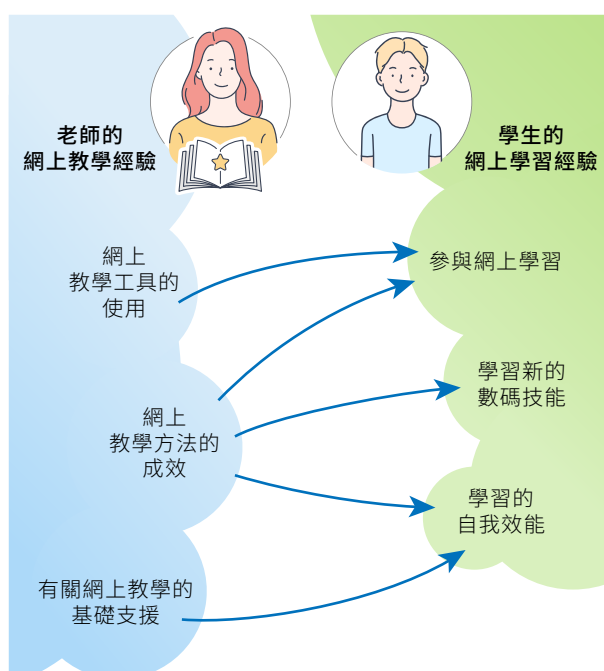 老師的
網上教學經驗
學生的
網上學習經驗
網上
教學工具的
使用
參與網上學習
學習新的
數碼技能
網上
教學方法的
成效
學習的
自我效能
有關網上教學的
基礎支援